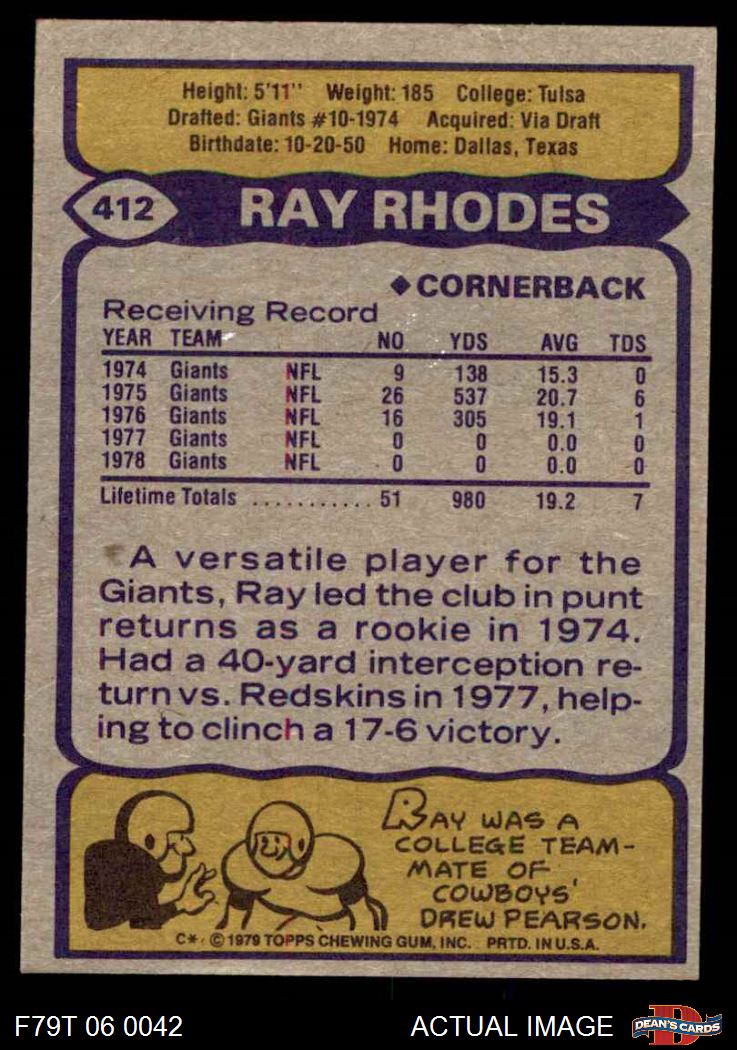 Height: 5'11" Weight: 185 College: Tulsa
Drafted: Giants #10-1974 Acquired: Via Draft
Birthdate: 10-20-50 Home: Dallas, Texas
412 RAY RHODES
◆CORNERBACK
Receiving Record
YEAR TEAM NO YDS AVG TDS
1974 Giants NFL 9 138 15.3 0
1975 Giants NFL 26 537 20.7 6
1976 Giants NFL 16 305 19.1 1
1977 Giants NFL 0 0 0.0 0
1978 Giants NFL 0 0 0.0 0
Lifetime Totals ........... 51 980 19.2 7
A versatile player for the
Giants, Ray led the club in punt
returns as a rookie in 1974.
Had a 40-yard interception re-
turn vs. Redskins in 1977, help-
ing to clinch a 17-6 victory.
RAY WAS A
COLLEGE TEAM-
MATE OF
COWBOYS'
DREW PEARSON.
C* © 1979 TOPPS CHEWING GUM, INC. PRTD. IN U.S.A.
F79T 06 0042 ACTUAL IMAGE D DEAN'S CARDS